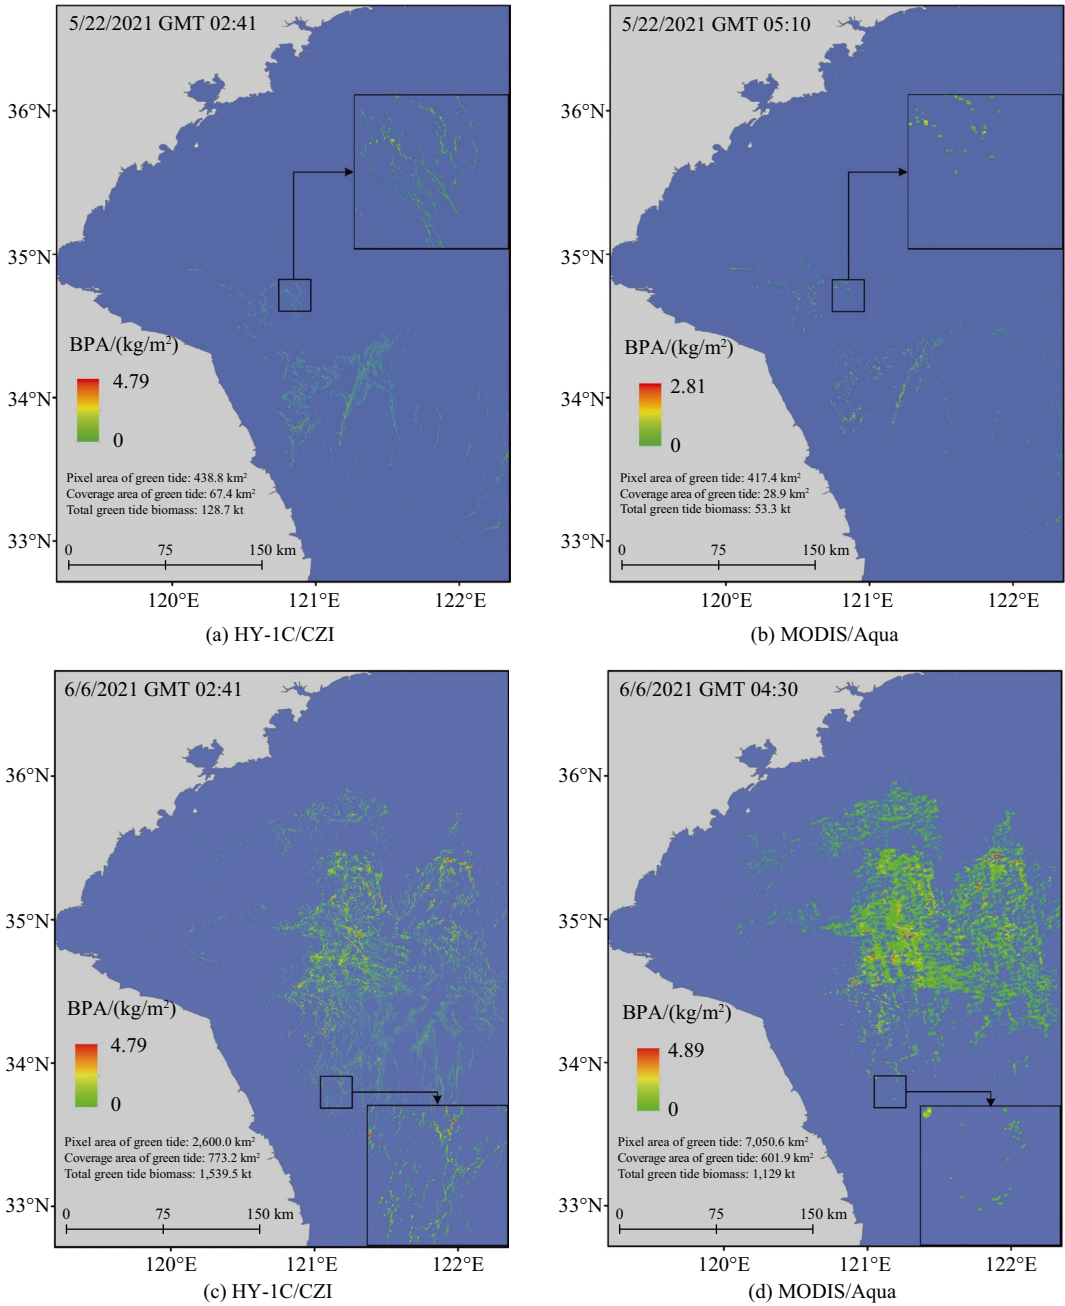 5/22/2021 GMT 02:41
36°N
35°N
34°N
33°N
BPA/(kg/m²)
4.79
0
Pixel area of green tide: 438.8 km²
Coverage area of green tide: 67.4 km²
Total green tide biomass: 128.7 kt
0 75 150 km
120°E 121°E 122°E
(a) HY-1C/CZI
5/22/2021 GMT 05:10
36°N
35°N
34°N
33°N
BPA/(kg/m²)
2.81
0
Pixel area of green tide: 417.4 km²
Coverage area of green tide: 28.9 km²
Total green tide biomass: 53.3 kt
0 75 150 km
120°E 121°E 122°E
(b) MODIS/Aqua
6/6/2021 GMT 02:41
36°N
35°N
34°N
33°N
BPA/(kg/m²)
4.79
0
Pixel area of green tide: 2,600.0 km²
Coverage area of green tide: 773.2 km²
Total green tide biomass: 1,539.5 kt
0 75 150 km
120°E 121°E 122°E
(c) HY-1C/CZI
6/6/2021 GMT 04:30
36°N
35°N
34°N
33°N
BPA/(kg/m²)
4.89
0
Pixel area of green tide: 7,050.6 km²
Coverage area of green tide: 601.9 km²
Total green tide biomass: 1,129 kt
0 75 150 km
120°E 121°E 122°E
(d) MODIS/Aqua